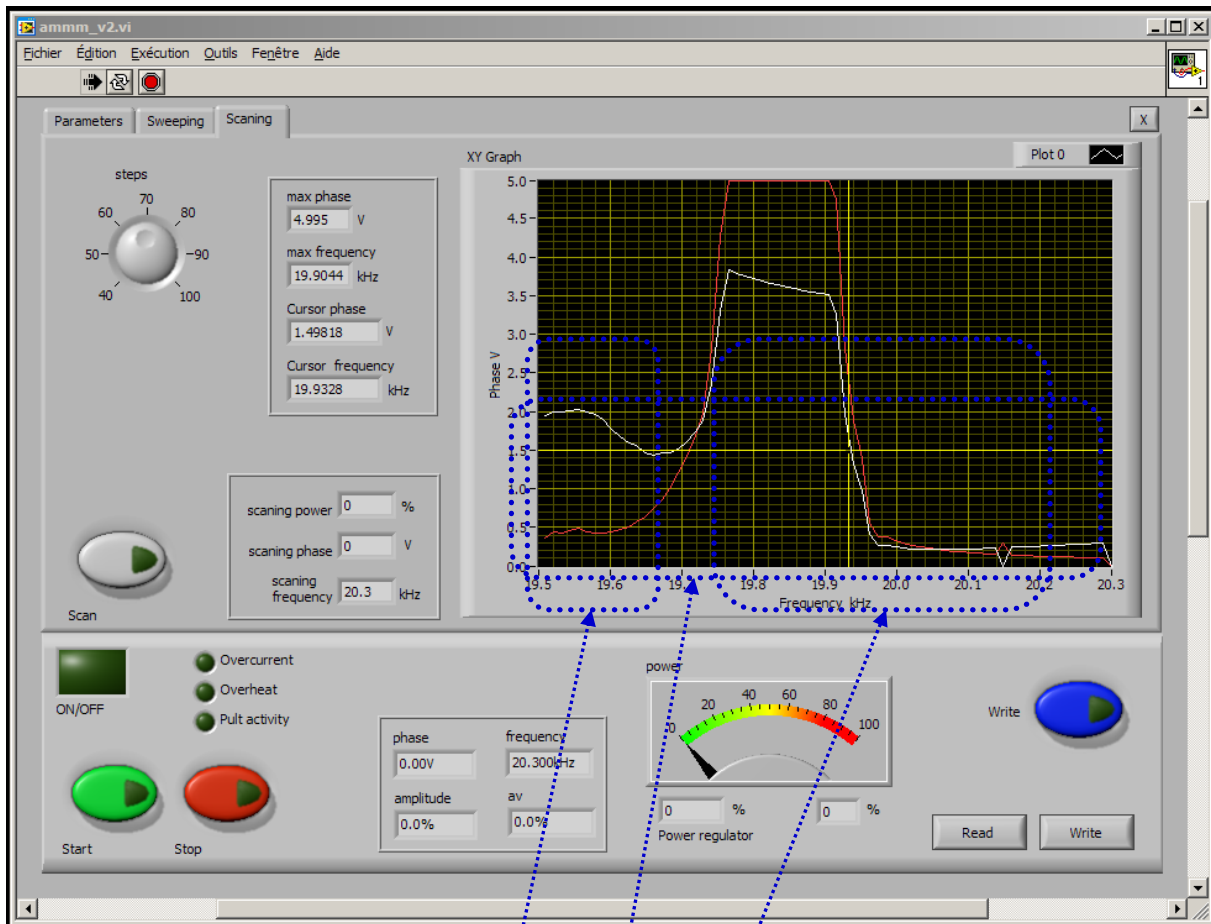 ammm_v2.vi
Fichier Édition Exécution Outils Fenêtre Aide
1
Parameters Sweeping Scaning X
steps
70
60 80
50 90
40 100
max phase
4.995 V
max frequency
19.9044 kHz
Cursor phase
1.49818 V
Cursor frequency
19.9328 kHz
scaning power 0 %
scaning phase 0 V
scaning
frequency 20.3 kHz
Scan
XY Graph Plot 0
5.0
4.5
4.0
3.5
3.0
2.5
2.0
1.5
1.0
0.5
0.0
Phase V
19.5 19.6 19.7 19.8 19.9 20.0 20.1 20.2 20.3
Frequency kHz
ON/OFF
Overcurrent
Overheat
Pult activity
Start Stop
phase frequency
0.00V 20.300kHz
amplitude av
0.0% 0.0%
power
0 20 40 60 80 100
0 % 0 %
Power regulator
Write
Read Write